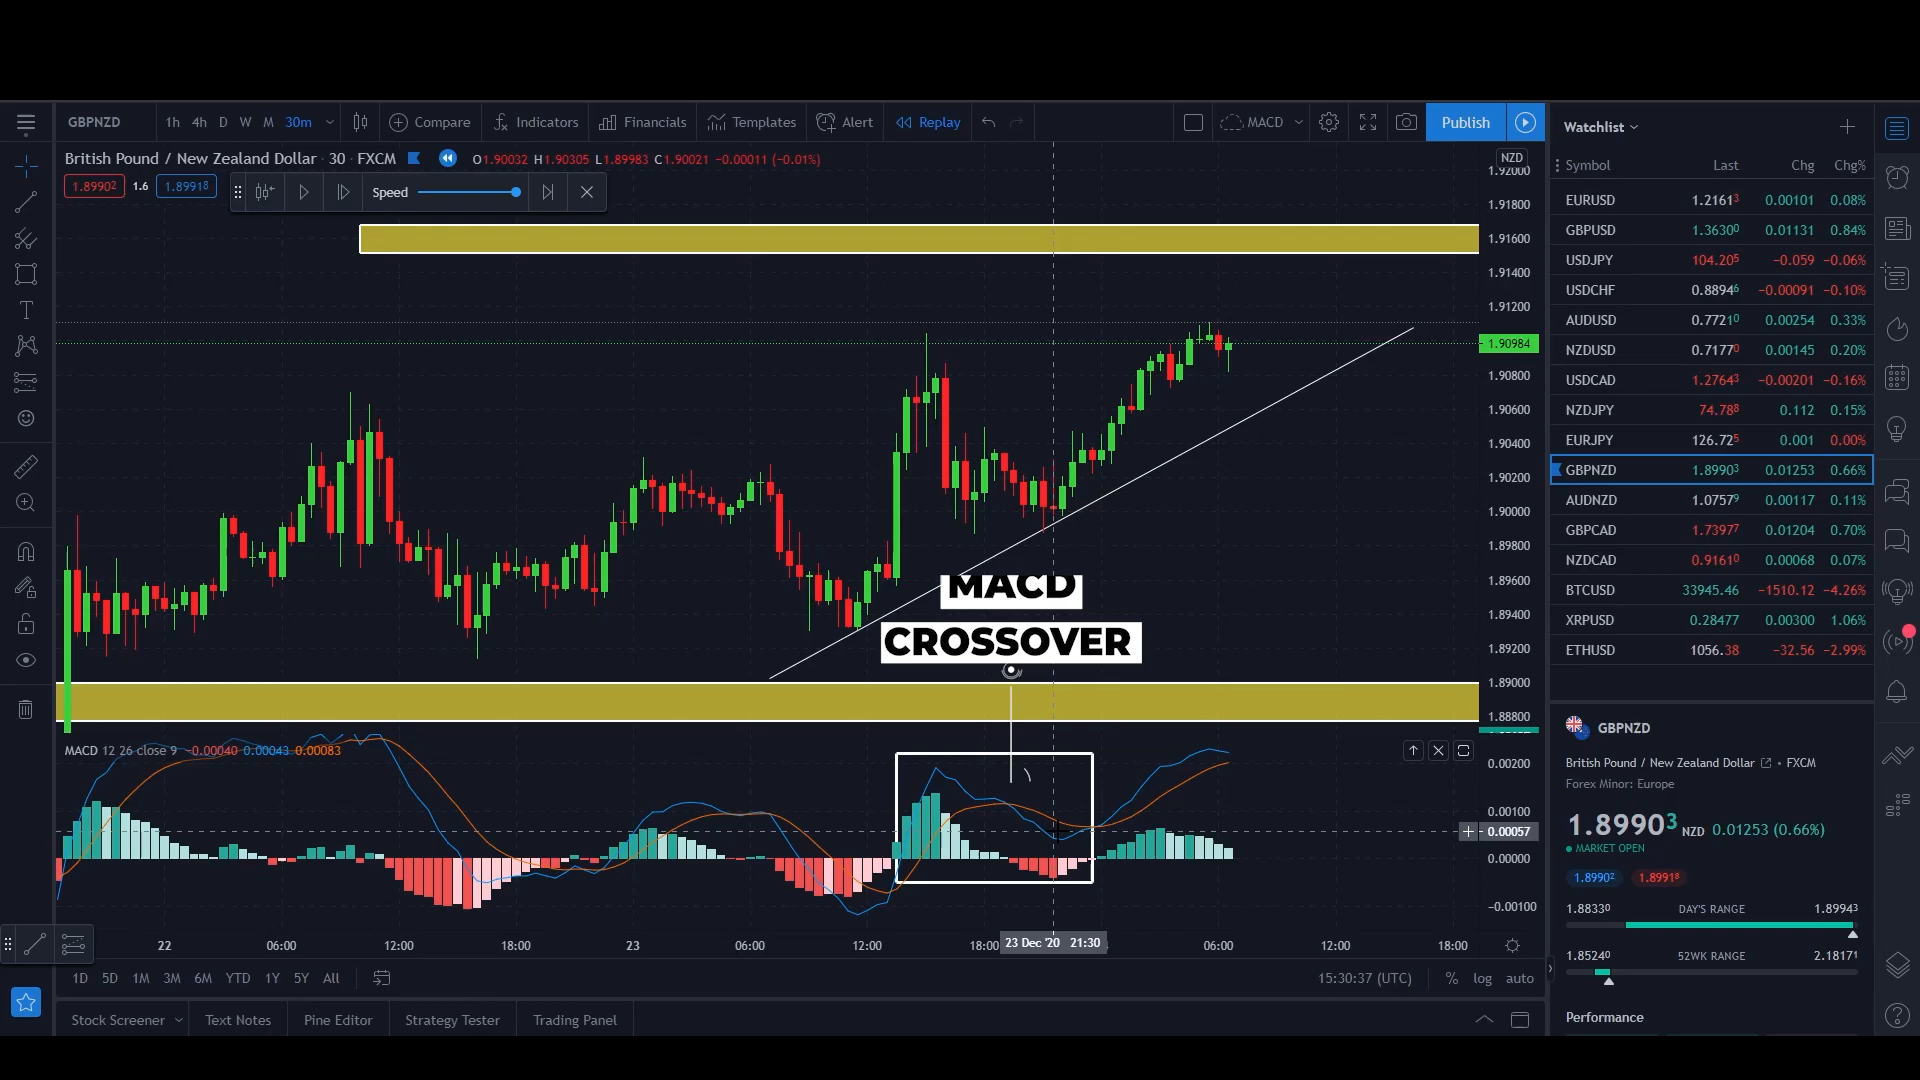 GBPNZD 1h 4h D W M 30m Compare Indicators Financials Templates Alert Replay MACD Publish
British Pound / New Zealand Dollar · 30 · FXCM O1.90032 H1.90305 L1.89983 C1.90021 −0.00011 (−0.01%)
1.89902 1.6 1.89918 Speed
NZD
1.92000
1.91800
1.91600
1.91400
1.91200
1.90984
1.90800
1.90600
1.90400
1.90200
1.90000
1.89800
1.89600
1.89400
1.89200
1.89000
1.88800
MACD
CROSSOVER
MACD 12 26 close 9 −0.00040 0.00043 0.00083
0.00200
0.00100
0.00057
0.00000
−0.00100
22 06:00 12:00 18:00 23 06:00 12:00 18:00 23 Dec '20 21:30 06:00 12:00 18:00
1D 5D 1M 3M 6M YTD 1Y 5Y All 15:30:37 (UTC) % log auto
Stock Screener Text Notes Pine Editor Strategy Tester Trading Panel
Watchlist
Symbol Last Chg Chg%
EURUSD 1.21613 0.00101 0.08%
GBPUSD 1.36300 0.01131 0.84%
USDJPY 104.205 −0.059 −0.06%
USDCHF 0.88946 −0.00091 −0.10%
AUDUSD 0.77210 0.00254 0.33%
NZDUSD 0.71770 0.00145 0.20%
USDCAD 1.27643 −0.00201 −0.16%
NZDJPY 74.788 0.112 0.15%
EURJPY 126.725 0.001 0.00%
GBPNZD 1.89903 0.01253 0.66%
AUDNZD 1.07579 0.00117 0.11%
GBPCAD 1.73977 0.01204 0.70%
NZDCAD 0.91610 0.00068 0.07%
BTCUSD 33945.46 −1510.12 −4.26%
XRPUSD 0.28477 0.00300 1.06%
ETHUSD 1056.38 −32.56 −2.99%
GBPNZD
British Pound / New Zealand Dollar • FXCM
Forex Minor: Europe
1.89903 NZD 0.01253 (0.66%)
MARKET OPEN
1.89902 1.89918
1.88330 DAY'S RANGE 1.89943
1.85240 52WK RANGE 2.18171
Performance